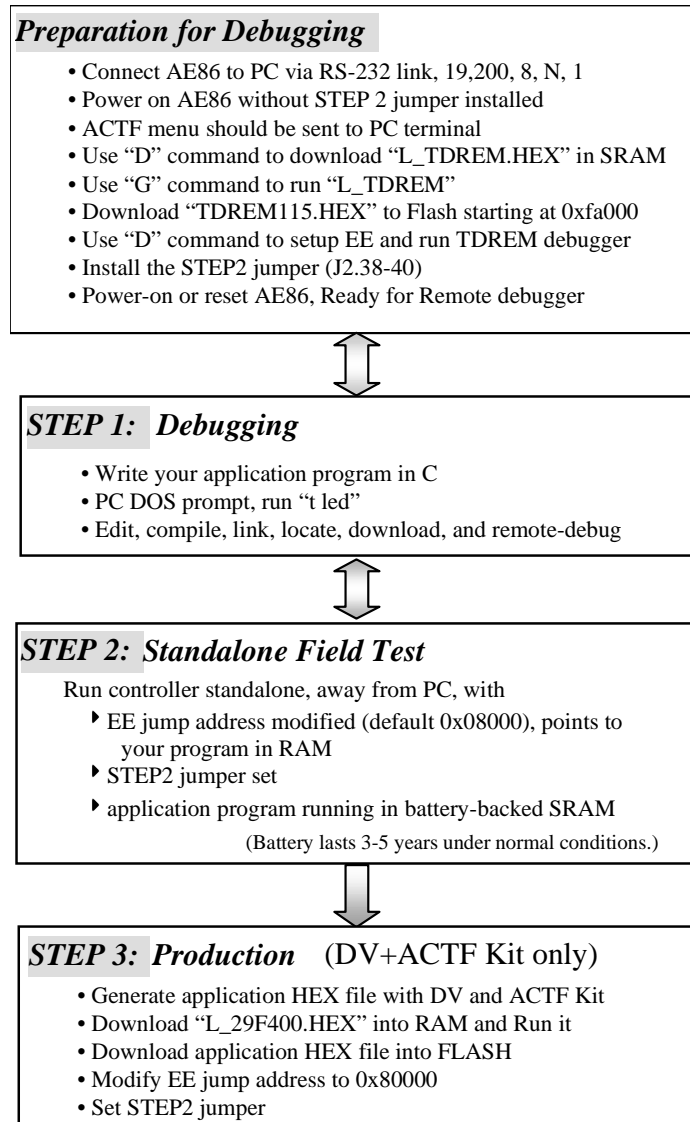 Preparation for Debugging
• Connect AE86 to PC via RS-232 link, 19,200, 8, N, 1
• Power on AE86 without STEP 2 jumper installed
• ACTF menu should be sent to PC terminal
• Use “D” command to download “L_TDREM.HEX” in SRAM
• Use “G” command to run “L_TDREM”
• Download “TDREM115.HEX” to Flash starting at 0xfa000
• Use “D” command to setup EE and run TDREM debugger
• Install the STEP2 jumper (J2.38-40)
• Power-on or reset AE86, Ready for Remote debugger
STEP 1: Debugging
• Write your application program in C
• PC DOS prompt, run “t led”
• Edit, compile, link, locate, download, and remote-debug
STEP 2: Standalone Field Test
Run controller standalone, away from PC, with
EE jump address modified (default 0x08000), points to
your program in RAM
STEP2 jumper set
application program running in battery-backed SRAM
(Battery lasts 3-5 years under normal conditions.)
STEP 3: Production (DV+ACTF Kit only)
• Generate application HEX file with DV and ACTF Kit
• Download “L_29F400.HEX” into RAM and Run it
• Download application HEX file into FLASH
• Modify EE jump address to 0x80000
• Set STEP2 jumper